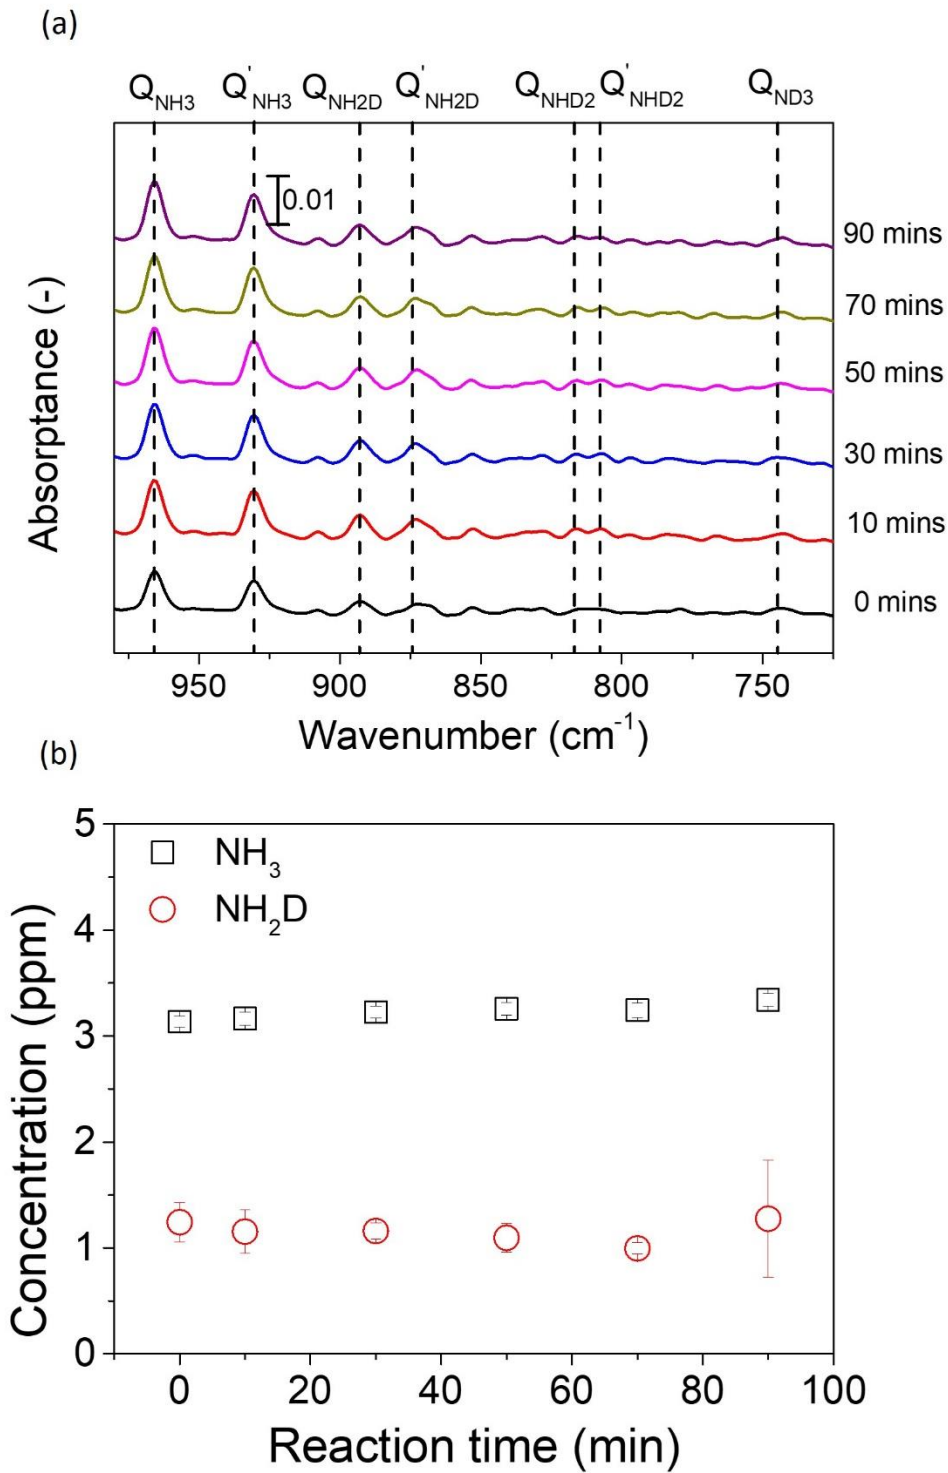 (a)
Q_NH3 Q'_NH3 Q_NH2D Q'_NH2D Q_NHD2 Q'_NHD2 Q_ND3
0.01
90 mins
70 mins
50 mins
30 mins
10 mins
0 mins
Absorptance (-)
950 900 850 800 750
Wavenumber (cm⁻¹)
(b)
5
4
3
2
1
0
NH₃
NH₂D
Concentration (ppm)
0 20 40 60 80 100
Reaction time (min)